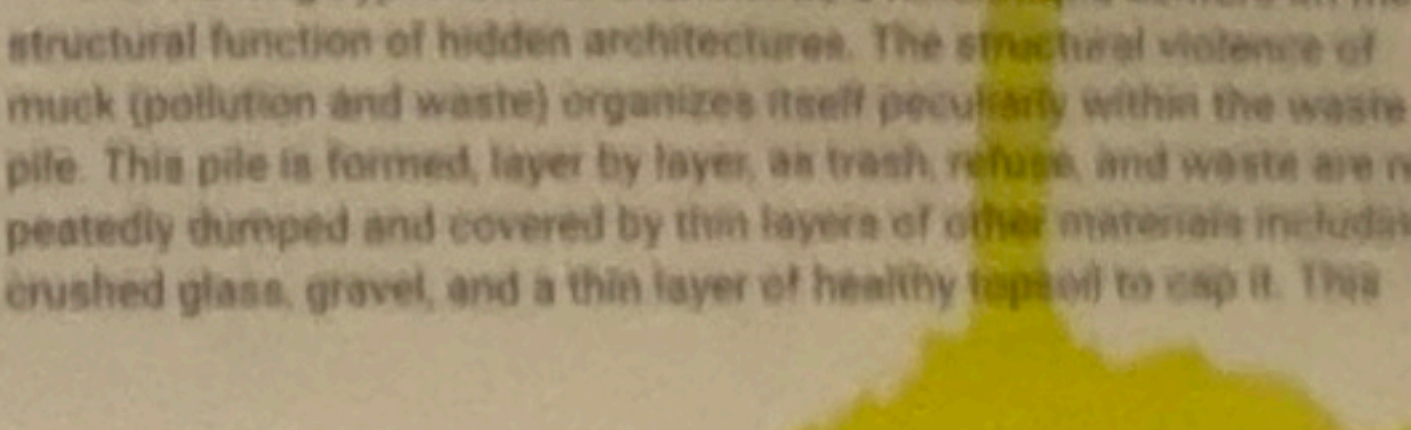 structural function of hidden architectures. The structural violence of
muck (pollution and waste) organizes itself peculiarly within the waste
pile. This pile is formed, layer by layer, as trash, refuse, and waste are re
peatedly dumped and covered by thin layers of other materials including
crushed glass, gravel, and a thin layer of healthy topsoil to cap it. This